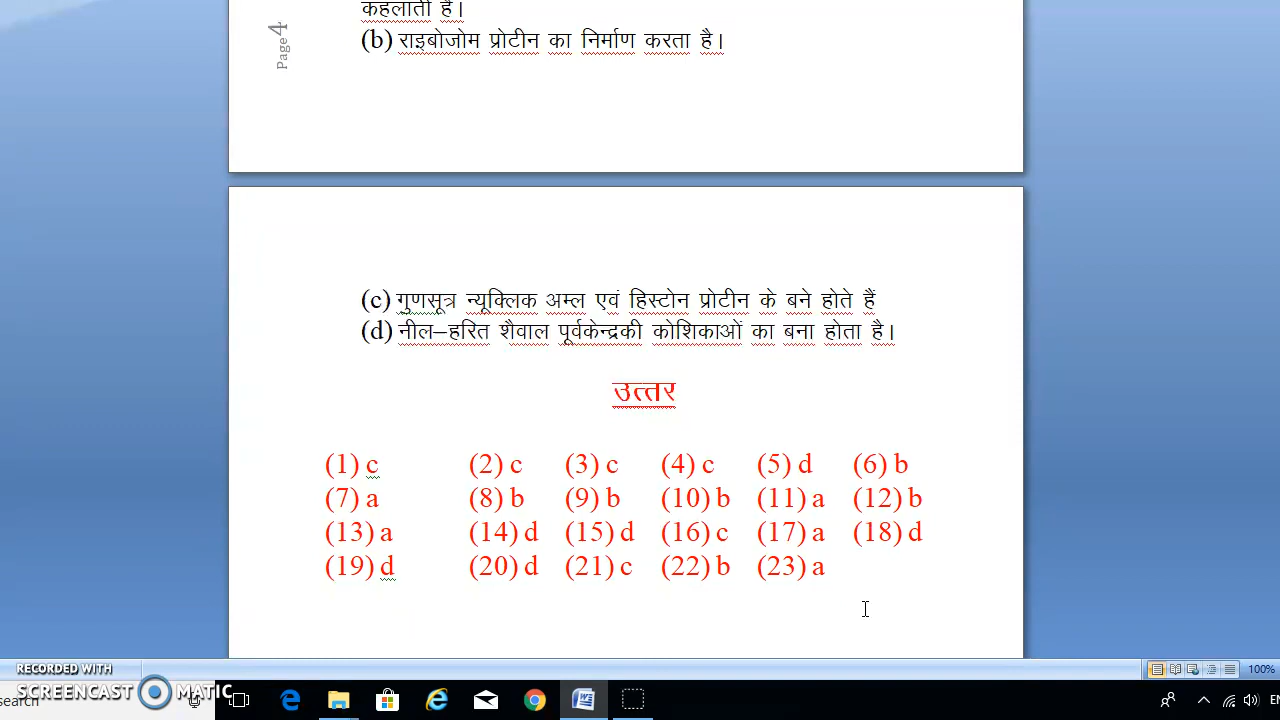 कहलाती हैं।
Page 4
(b) राइबोजोम प्रोटीन का निर्माण करता है।
(c) गुणसूत्र न्यूक्लिक अम्ल एवं हिस्टोन प्रोटीन के बने होते हैं
(d) नील–हरित शैवाल पूर्वकेन्द्रकी कोशिकाओं का बना होता है।
उत्तर
(1) c (2) c (3) c (4) c (5) d (6) b
(7) a (8) b (9) b (10) b (11) a (12) b
(13) a (14) d (15) d (16) c (17) a (18) d
(19) d (20) d (21) c (22) b (23) a
RECORDED WITH
100%
SCREENCAST MATIC
search